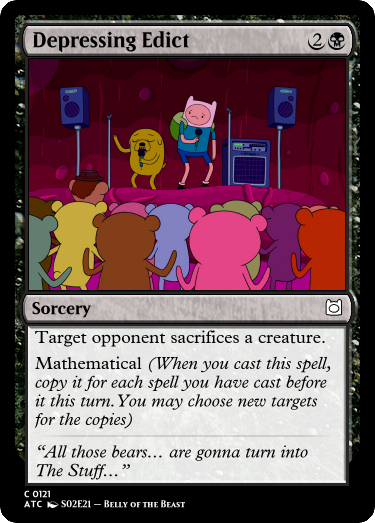 Depressing Edict 2
Sorcery
Target opponent sacrifices a creature.
Mathematical (When you cast this spell,
copy it for each spell you have cast before
it this turn. You may choose new targets
for the copies)
“All those bears… are gonna turn into
The Stuff…”
C 0121
ATC S02E21 – Belly of the Beast